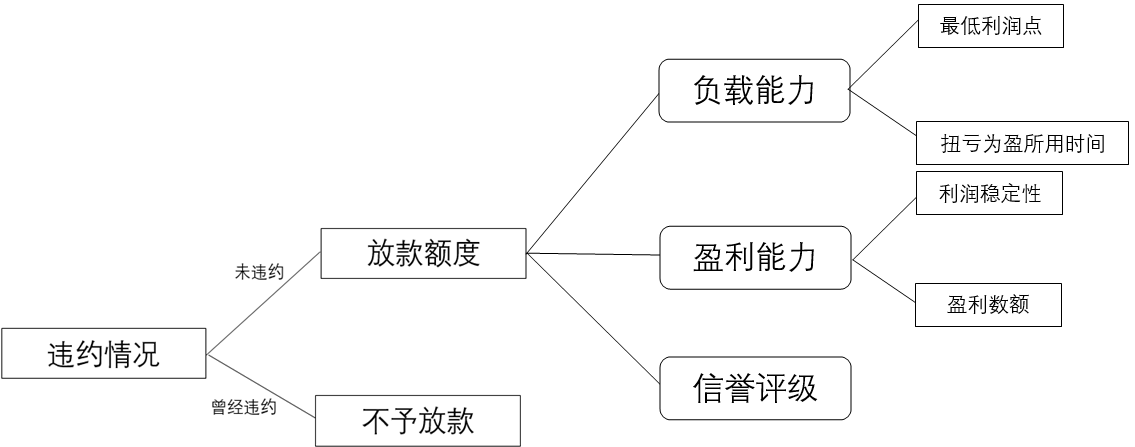 违约情况
未违约
曾经违约
放款额度
不予放款
负载能力
盈利能力
信誉评级
最低利润点
扭亏为盈所用时间
利润稳定性
盈利数额